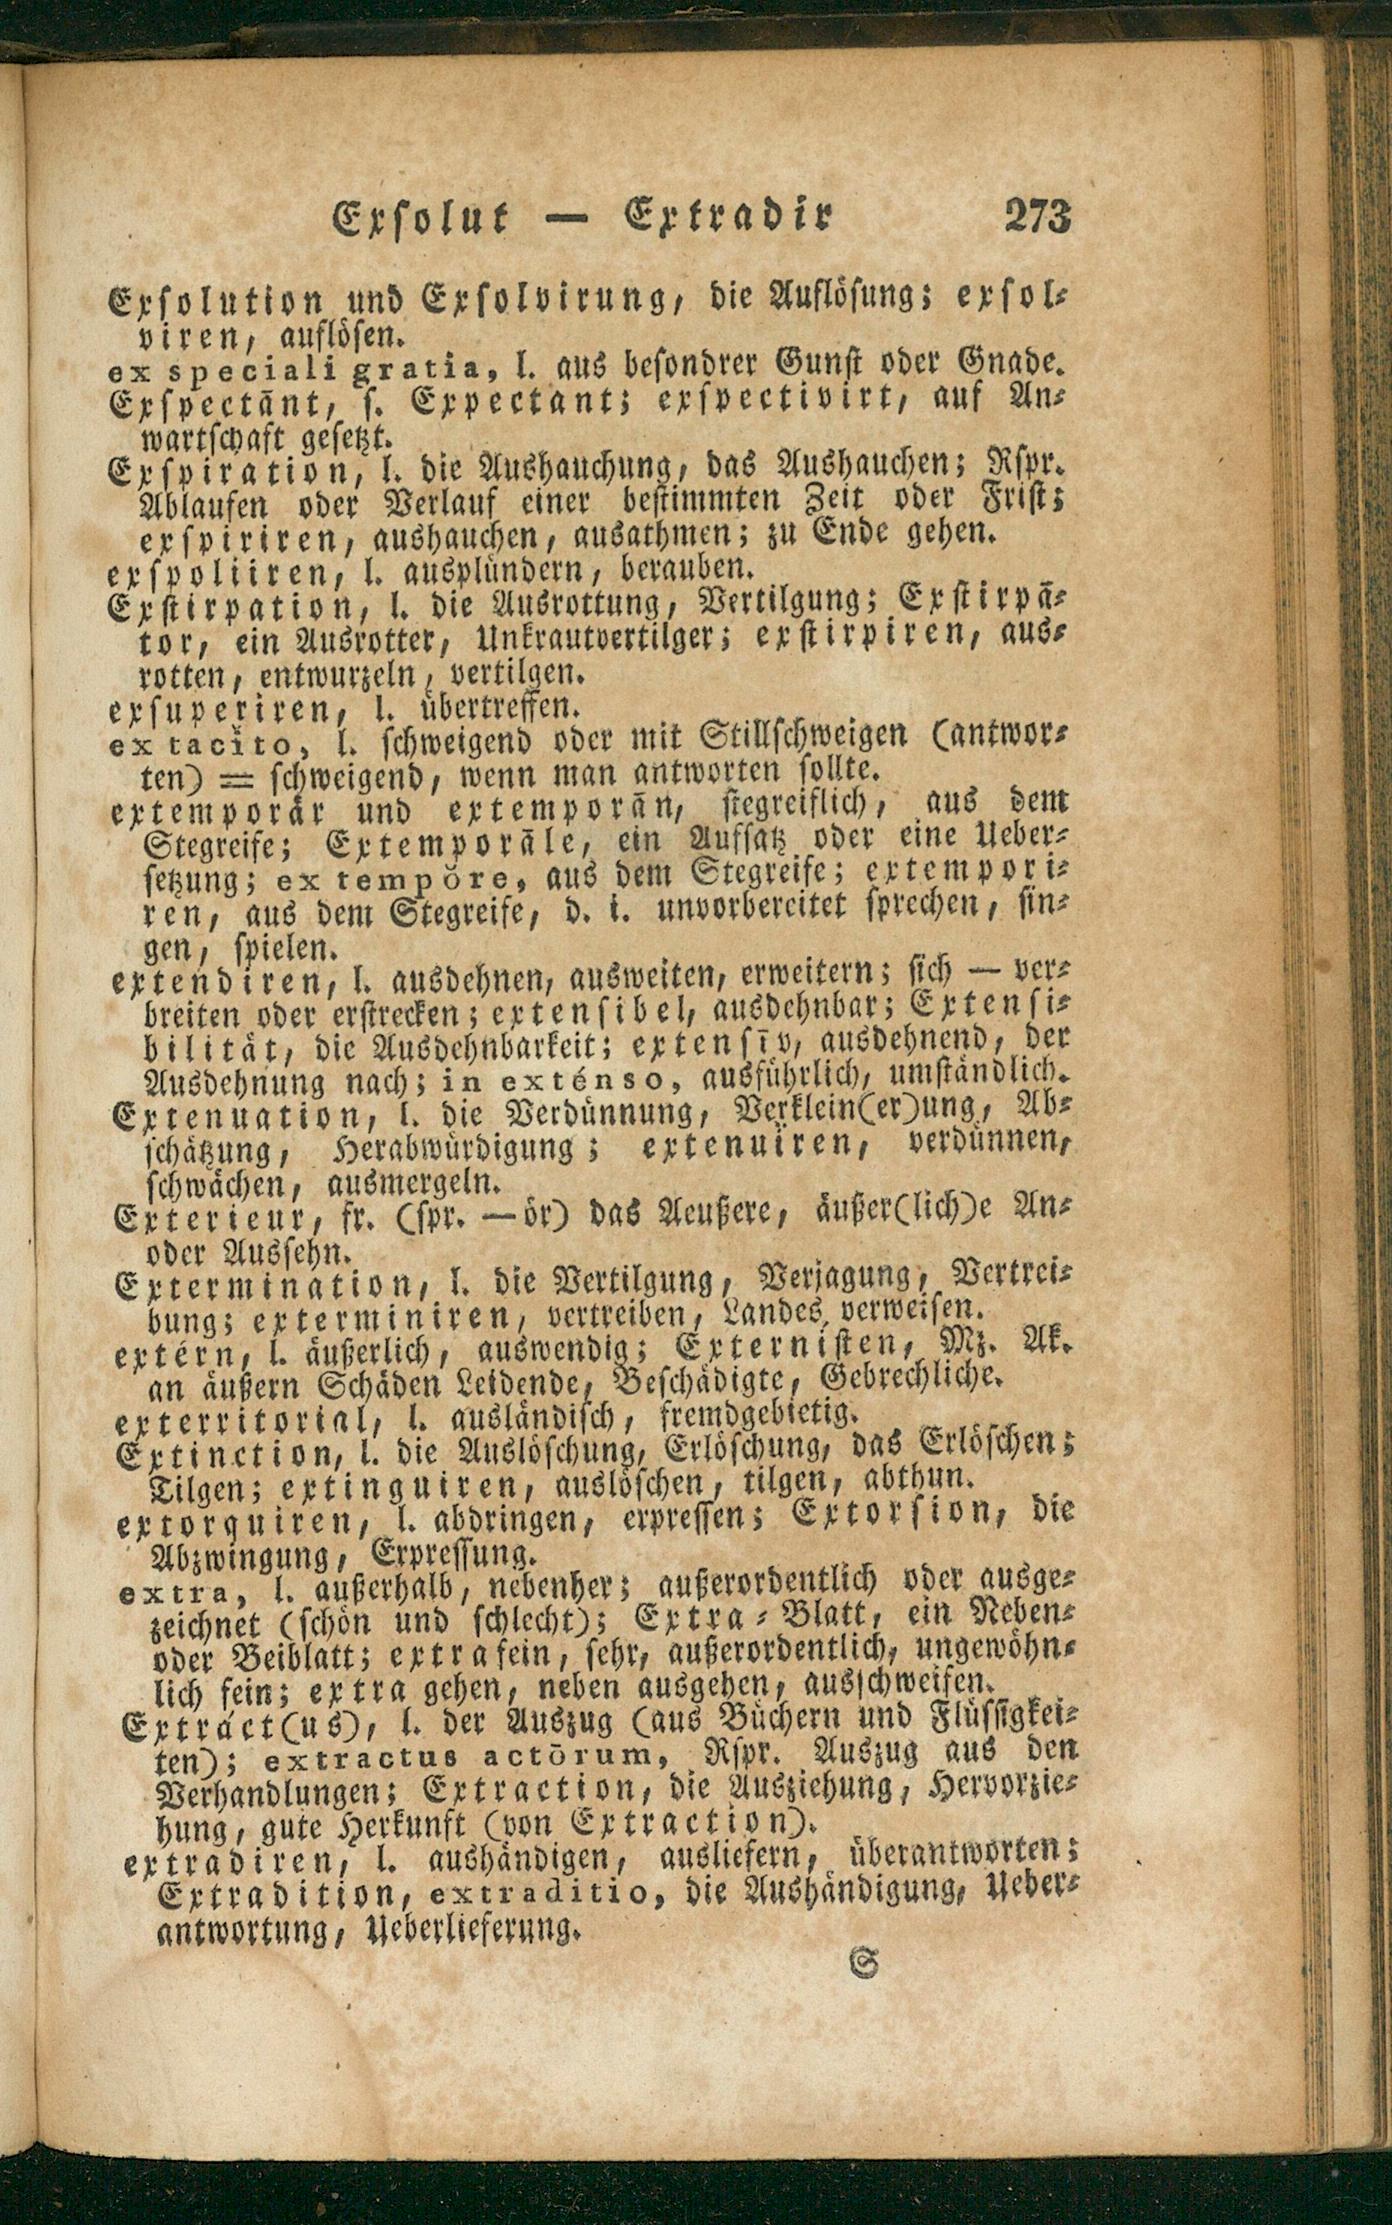 Exsolut — Extradir 273
Exsolution und Exsolvirung, die Auflösung; exsol-
viren, auflösen.
ex speciali gratia, l. aus besondrer Gunst oder Gnade.
Exspectānt, s. Expectant; exspectivirt, auf An-
wartschaft gesetzt.
Exspiration, l. die Aushauchung, das Aushauchen; Rspr.
Ablaufen oder Verlauf einer bestimmten Zeit oder Frist;
exspiriren, aushauchen, ausathmen; zu Ende gehen.
exspoliiren, l. ausplündern, berauben.
Exstirpation, l. die Ausrottung, Vertilgung; Exstirpā-
tor, ein Ausrotter, Unkrautvertilger; exstirpiren, aus-
rotten, entwurzeln, vertilgen.
exsuperiren, l. übertreffen.
ex tacĭto, l. schweigend oder mit Stillschweigen (antwor-
ten) = schweigend, wenn man antworten sollte.
extemporär und extemporān, stegreiflich, aus dem
Stegreife; Extemporāle, ein Aufsatz oder eine Ueber-
setzung; ex tempŏre, aus dem Stegreife; extempori-
ren, aus dem Stegreife, d. i. unvorbereitet sprechen, sin-
gen, spielen.
extendiren, l. ausdehnen, ausweiten, erweitern; sich — ver-
breiten oder erstrecken; extensibel, ausdehnbar; Extensi-
bilität, die Ausdehnbarkeit; extensīv, ausdehnend, der
Ausdehnung nach; in exténso, ausführlich, umständlich.
Extenuation, l. die Verdünnung, Verklein(er)ung, Ab-
schätzung, Herabwürdigung; extenuïren, verdünnen,
schwächen, ausmergeln.
Exterieur, fr. (spr. —ör) das Aeußere, äußer(lich)e An-
oder Aussehn.
Extermination, l. die Vertilgung, Verjagung, Vertrei-
bung; exterminiren, vertreiben, Landes verweisen.
extérn, l. äußerlich, auswendig; Externisten, Mz. Ak.
an äußern Schäden Leidende, Beschädigte, Gebrechliche.
exterritorial, l. ausländisch, fremdgebietig.
Extinction, l. die Auslöschung, Erlöschung, das Erlöschen;
Tilgen; extinguiren, auslöschen, tilgen, abthun.
extorquiren, l. abdringen, erpressen; Extorsion, die
Abzwingung, Erpressung.
extra, l. außerhalb, nebenher; außerordentlich oder ausge-
zeichnet (schön und schlecht); Extra-Blatt, ein Neben-
oder Beiblatt; extrafein, sehr, außerordentlich, ungewöhn-
lich fein; extra gehen, neben ausgehen, ausschweifen.
Extráct(us), l. der Auszug (aus Büchern und Flüssigkei-
ten); extractus actōrum, Rspr. Auszug aus den
Verhandlungen; Extraction, die Ausziehung, Hervorzie-
hung, gute Herkunft (von Extraction).
extradiren, l. aushändigen, ausliefern, überantworten;
Extradition, extraditio, die Aushändigung, Ueber-
antwortung, Ueberlieferung.
S